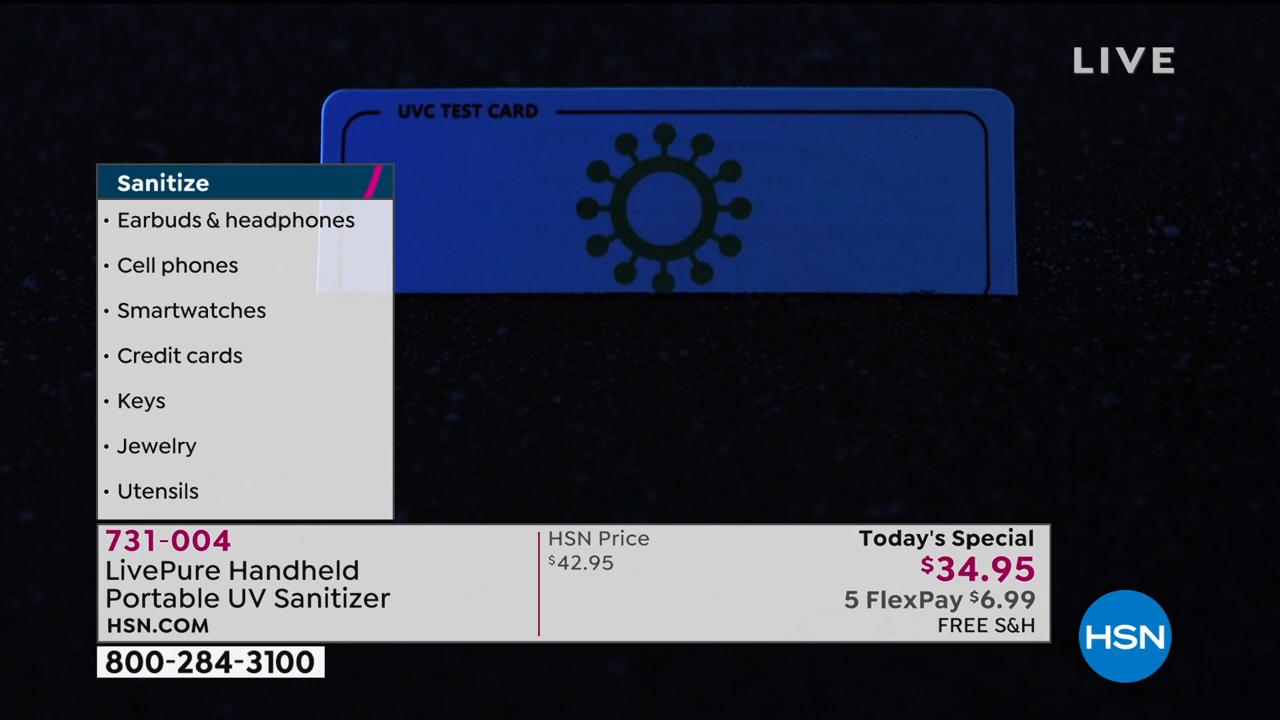 LIVE
UVC TEST CARD
Sanitize
• Earbuds & headphones
• Cell phones
• Smartwatches
• Credit cards
• Keys
• Jewelry
• Utensils
731-004
LivePure Handheld
Portable UV Sanitizer
HSN.COM
HSN Price
$42.95
Today's Special
$34.95
5 FlexPay $6.99
FREE S&H
800-284-3100
HSN